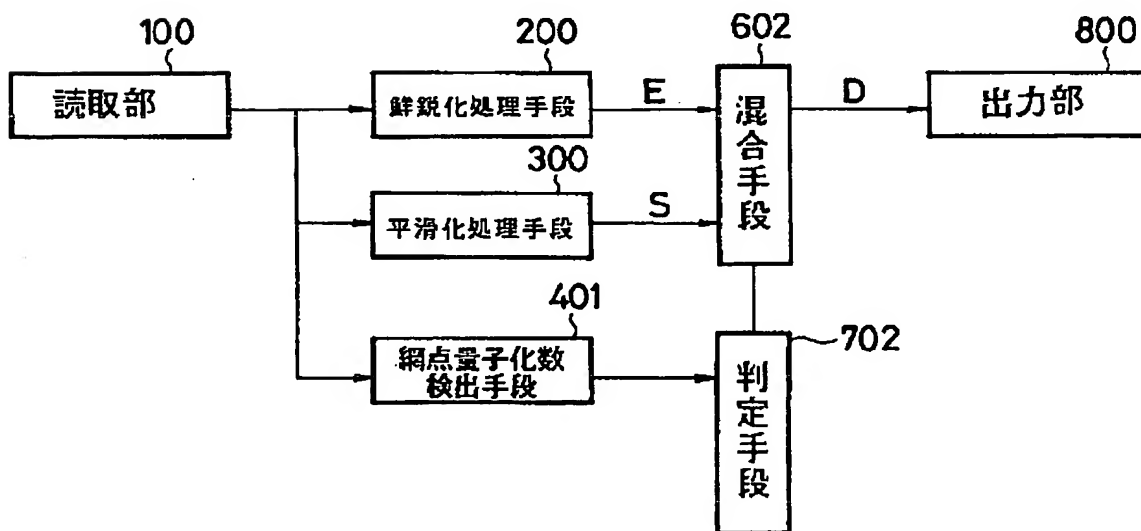 100
読取部
200
鮮鋭化処理手段
E
602
混合手段
D
800
出力部
300
平滑化処理手段
S
401
網点量子化数
検出手段
702
判定手段